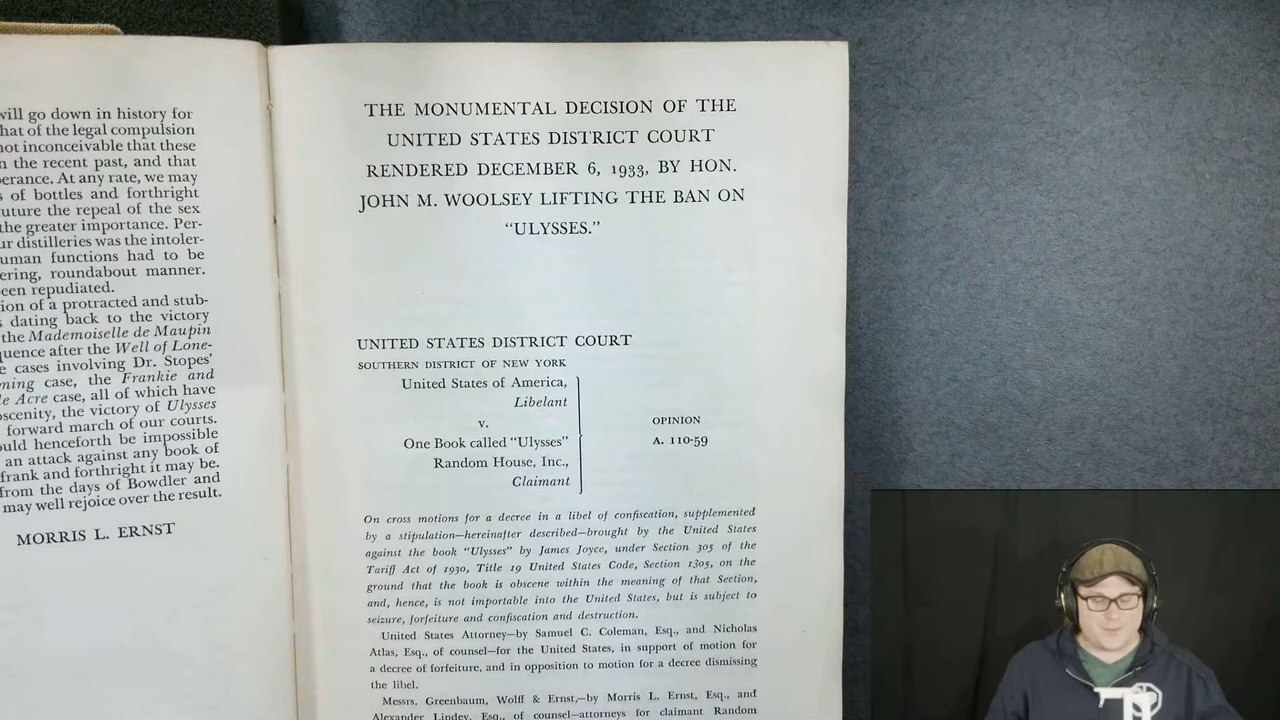 will go down in history for
hat of the legal compulsion
not inconceivable that these
n the recent past, and that
perance. At any rate, we may
s of bottles and forthright
uture the repeal of the sex
the greater importance. Per-
ur distilleries was the intoler-
uman functions had to be
ering, roundabout manner.
een repudiated.
ion of a protracted and stub-
s dating back to the victory
the Mademoiselle de Maupin
quence after the Well of Lone-
e cases involving Dr. Stopes'
ming case, the Frankie and
le Acre case, all of which have
bscenity, the victory of Ulysses
forward march of our courts.
ould henceforth be impossible
an attack against any book of
frank and forthright it may be.
from the days of Bowdler and
may well rejoice over the result.
MORRIS L. ERNST
THE MONUMENTAL DECISION OF THE
UNITED STATES DISTRICT COURT
RENDERED DECEMBER 6, 1933, BY HON.
JOHN M. WOOLSEY LIFTING THE BAN ON
"ULYSSES."
UNITED STATES DISTRICT COURT
SOUTHERN DISTRICT OF NEW YORK
United States of America,
Libelant
v.
One Book called "Ulysses"
Random House, Inc.,
Claimant
OPINION
A. 110-59
On cross motions for a decree in a libel of confiscation, supplemented
by a stipulation—hereinafter described—brought by the United States
against the book "Ulysses" by James Joyce, under Section 305 of the
Tariff Act of 1930, Title 19 United States Code, Section 1305, on the
ground that the book is obscene within the meaning of that Section,
and, hence, is not importable into the United States, but is subject to
seizure, forfeiture and confiscation and destruction.
United States Attorney—by Samuel C. Coleman, Esq., and Nicholas
Atlas, Esq., of counsel—for the United States, in support of motion for
a decree of forfeiture, and in opposition to motion for a decree dismissing
the libel.
Messrs. Greenbaum, Wolff & Ernst,—by Morris L. Ernst, Esq., and
Alexander Lindey, Esq., of counsel—attorneys for claimant Random